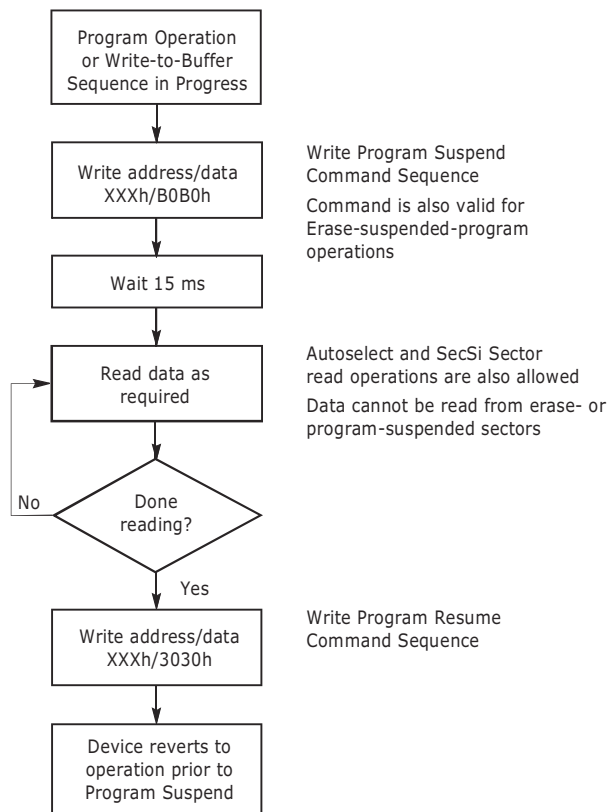 Program Operation
or Write-to-Buffer
Sequence in Progress
Write address/data
XXXh/B0B0h
Write Program Suspend
Command Sequence
Command is also valid for
Erase-suspended-program
operations
Wait 15 ms
Read data as
required
Autoselect and SecSi Sector
read operations are also allowed
Data cannot be read from erase- or
program-suspended sectors
No
Done
reading?
Yes
Write address/data
XXXh/3030h
Write Program Resume
Command Sequence
Device reverts to
operation prior to
Program Suspend